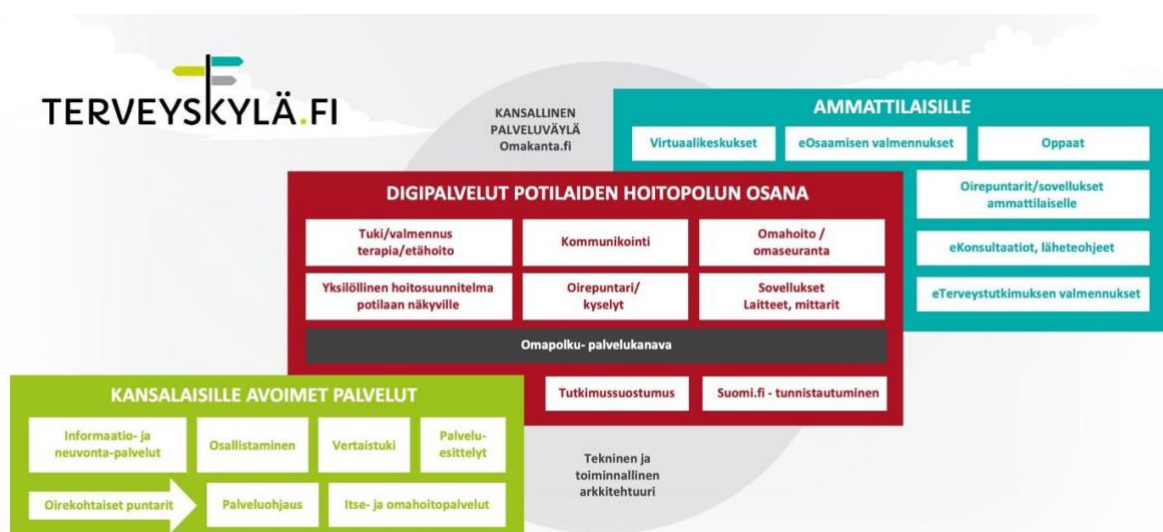 TERVEYSKYLÄ.FI
KANSALLINEN
PALVELUVÄYLÄ
Omakanta.fi
AMMATTILAISILLE
Virtuaalikeskukset
eOsaamisen valmennukset
Oppaat
Oirepuntarit/sovellukset
ammattilaiselle
eKonsultaatiot, läheteohjeet
eTerveystutkimuksen valmennukset
DIGIPALVELUT POTILAIDEN HOITOPOLUN OSANA
Tuki/valmennus
terapia/etähoito
Kommunikointi
Omahoito /
omaseuranta
Yksilöllinen hoitosuunnitelma
potilaan näkyville
Oirepuntari/
kyselyt
Sovellukset
Laitteet, mittarit
Omapolku- palvelukanava
Tutkimussuostumus
Suomi.fi - tunnistautuminen
KANSALAISILLE AVOIMET PALVELUT
Informaatio- ja
neuvonta-palvelut
Osallistaminen
Vertaistuki
Palvelu-
esittelyt
Oirekohtaiset puntarit
Palveluohjaus
Itse- ja omahoitopalvelut
Tekninen ja
toiminnallinen
arkkitehtuuri